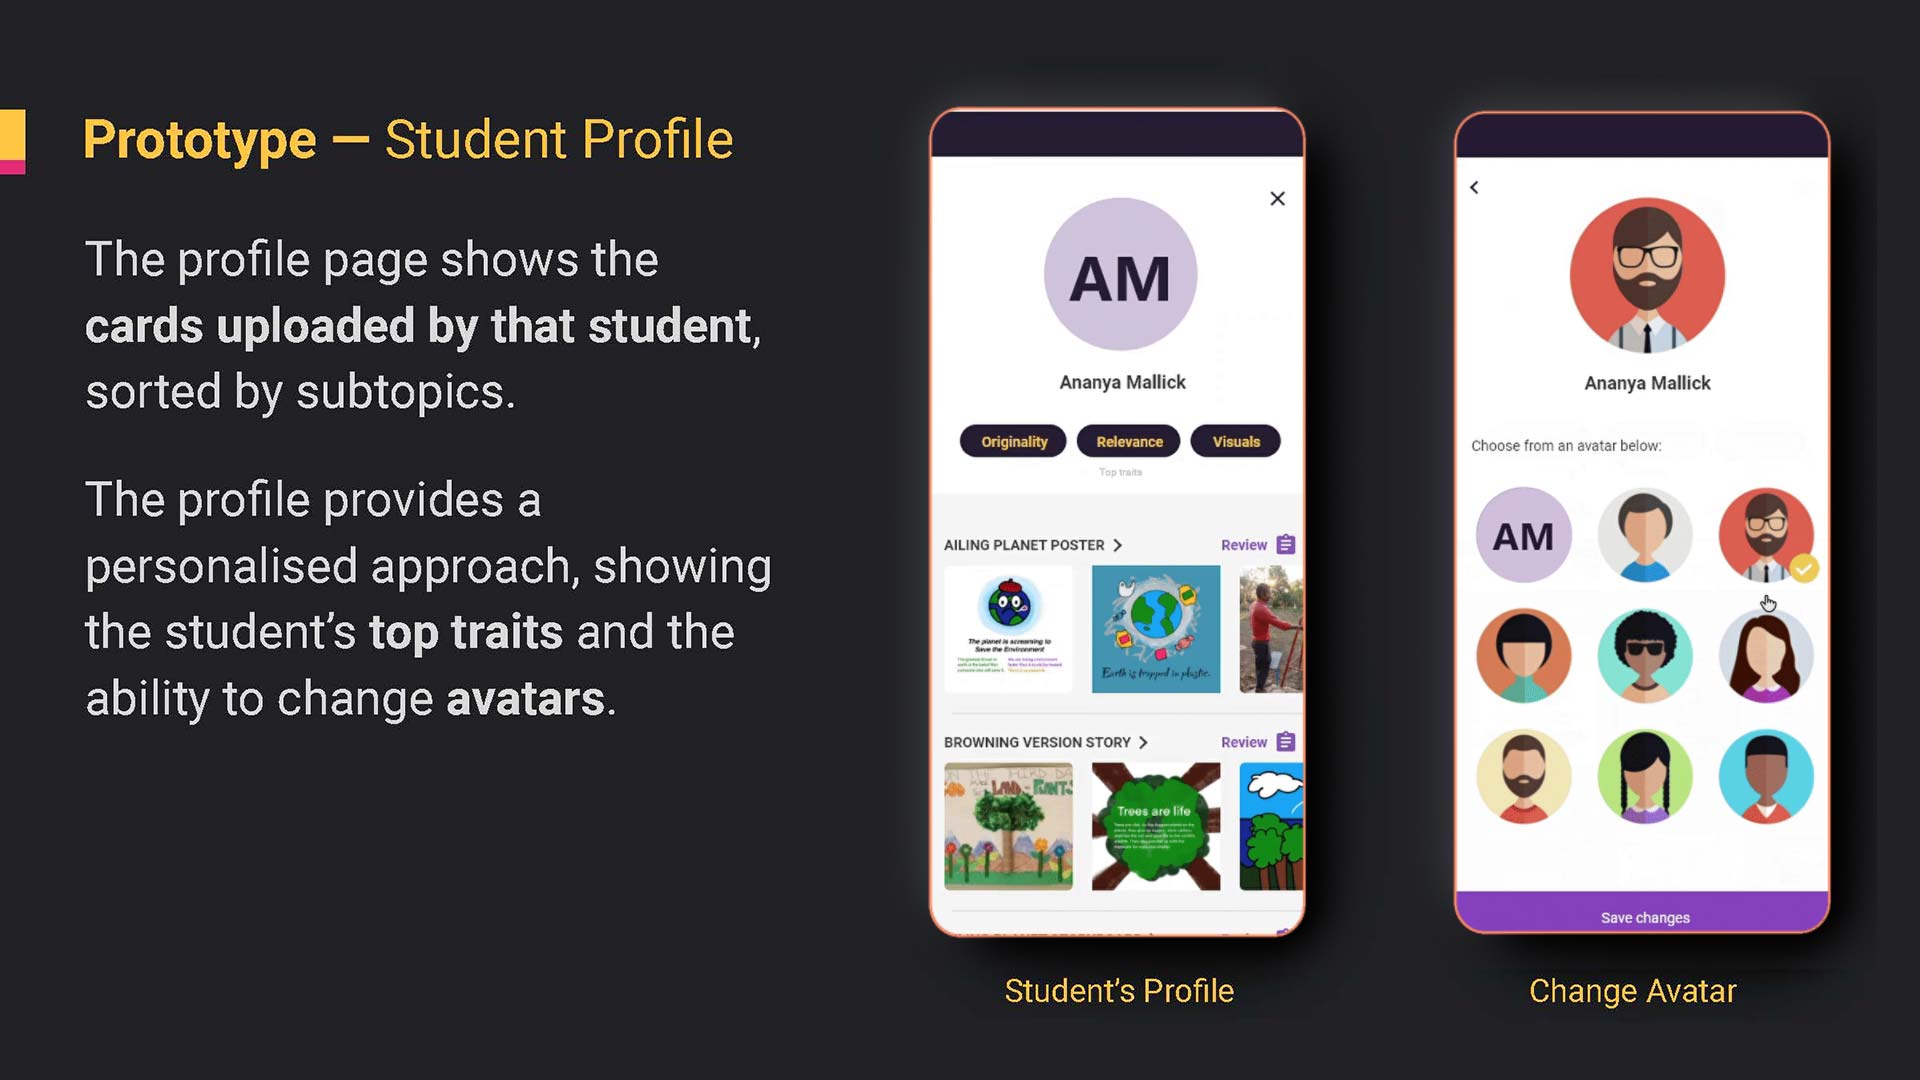 Prototype — Student Profile
The profile page shows the
cards uploaded by that student,
sorted by subtopics.
The profile provides a
personalised approach, showing
the student's top traits and the
ability to change avatars.
AM
Ananya Mallick
Originality
Relevance
Visuals
Top traits
AILING PLANET POSTER
Review
The planet is screaming to
Save the Environment
Earth is trapped in plastic.
BROWNING VERSION STORY
Review
LAND - PLANTS
Trees are life
Student's Profile
Ananya Mallick
Choose from an avatar below:
AM
Save changes
Change Avatar